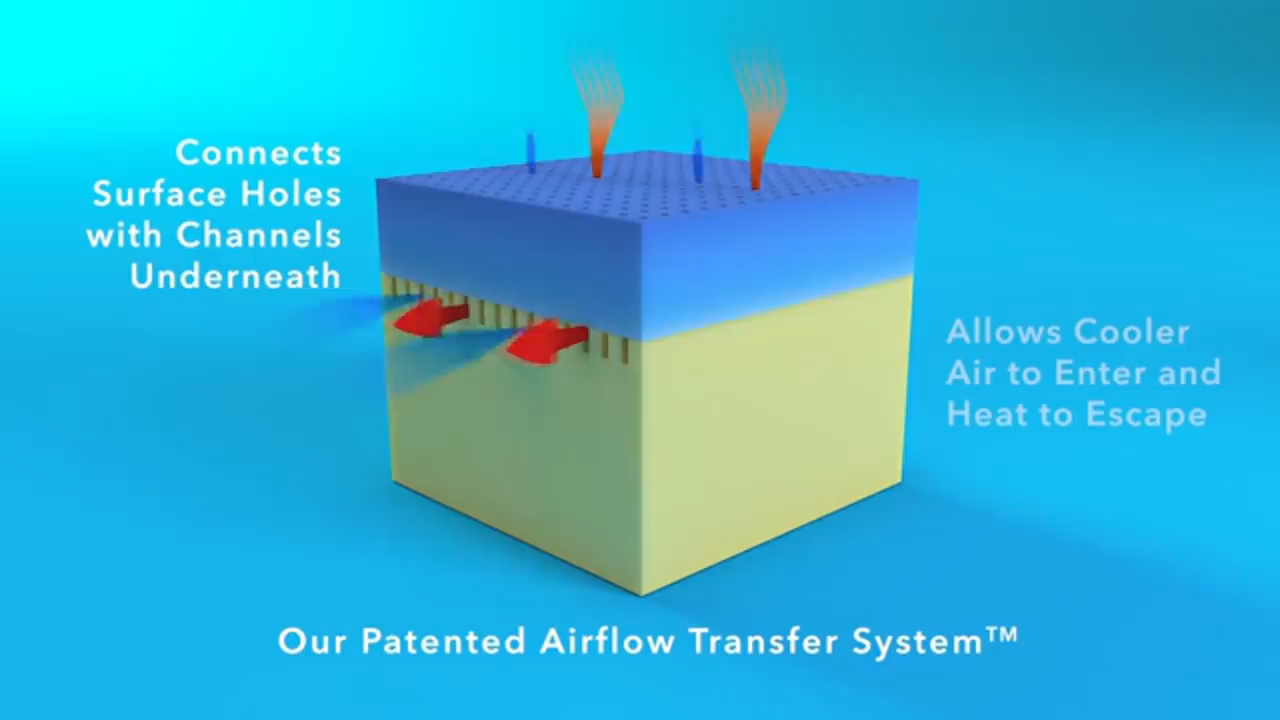 Connects
Surface Holes
with Channels
Underneath
Allows Cooler
Air to Enter and
Heat to Escape
Our Patented Airflow Transfer System™